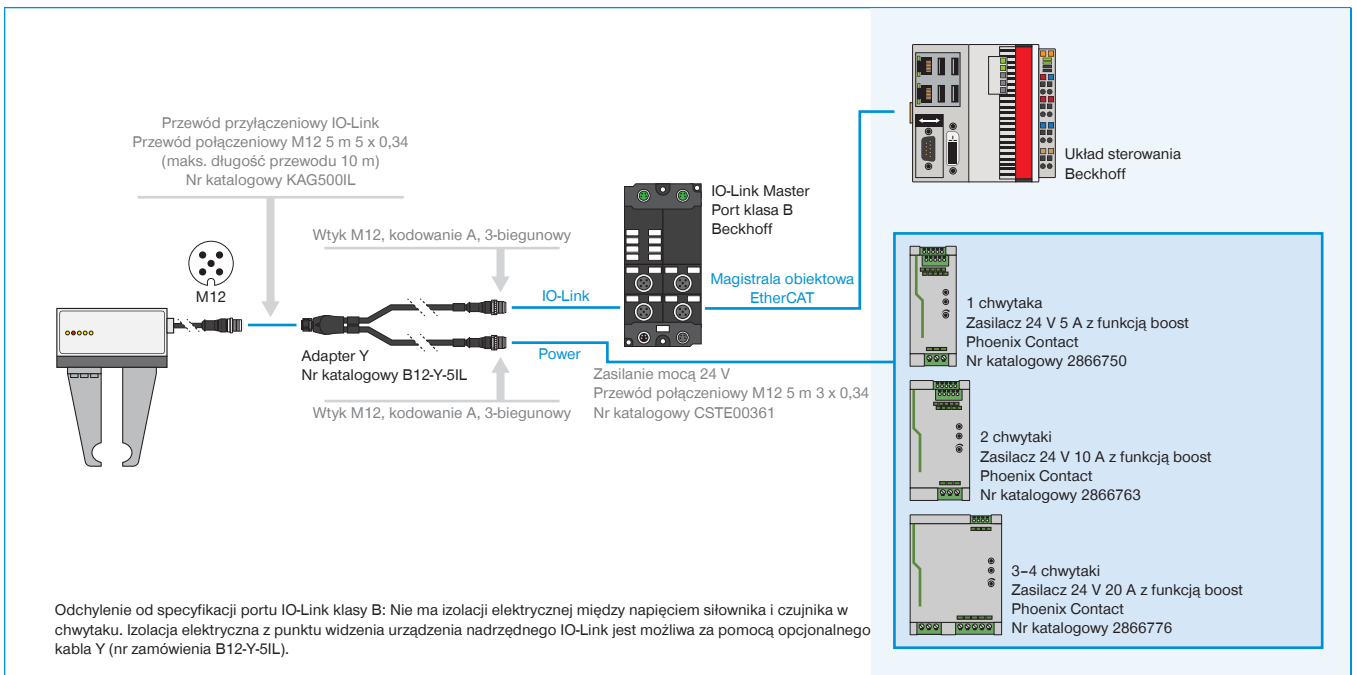 Przewód przyłączeniowy IO-Link
Przewód połączeniowy M12 5 m 5 x 0,34
(maks. długość przewodu 10 m)
Nr katalogowy KAG500IL
M12
Wtyk M12, kodowanie A, 3-biegunowy
IO-Link
Adapter Y
Nr katalogowy B12-Y-5IL
Power
Wtyk M12, kodowanie A, 3-biegunowy
IO-Link Master
Port klasa B
Beckhoff
Magistrala obiektowa
EtherCAT
Zasilanie mocą 24 V
Przewód połączeniowy M12 5 m 3 x 0,34
Nr katalogowy CSTE00361
Układ sterowania
Beckhoff
1 chwytaka
Zasilacz 24 V 5 A z funkcją boost
Phoenix Contact
Nr katalogowy 2866750
2 chwytaki
Zasilacz 24 V 10 A z funkcją boost
Phoenix Contact
Nr katalogowy 2866763
3–4 chwytaki
Zasilacz 24 V 20 A z funkcją boost
Phoenix Contact
Nr katalogowy 2866776
Odchylenie od specyfikacji portu IO-Link klasy B: Nie ma izolacji elektrycznej między napięciem siłownika i czujnika w
chwytaku. Izolacja elektryczna z punktu widzenia urządzenia nadrzędnego IO-Link jest możliwa za pomocą opcjonalnego
kabla Y (nr zamówienia B12-Y-5IL).